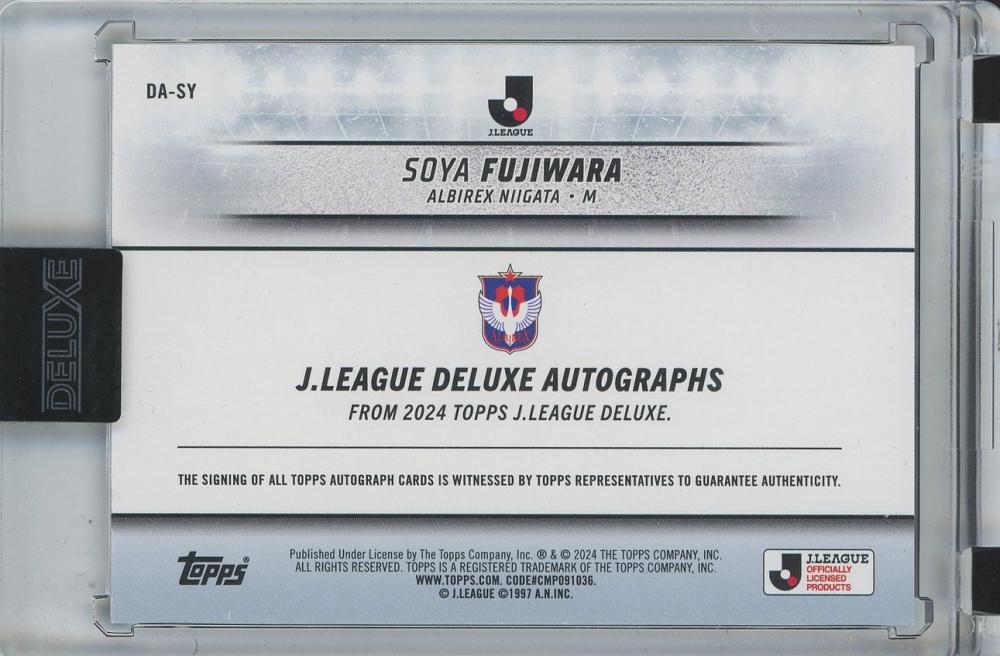 DA-SY
J.LEAGUE
SOYA FUJIWARA
ALBIREX NIIGATA · M
DELUXE
ALBIREX
J.LEAGUE DELUXE AUTOGRAPHS
FROM 2024 TOPPS J.LEAGUE DELUXE.
THE SIGNING OF ALL TOPPS AUTOGRAPH CARDS IS WITNESSED BY TOPPS REPRESENTATIVES TO GUARANTEE AUTHENTICITY.
topps®
Published Under License by The Topps Company, Inc. ® & © 2024 THE TOPPS COMPANY, INC.
ALL RIGHTS RESERVED. TOPPS IS A REGISTERED TRADEMARK OF THE TOPPS COMPANY, INC.
WWW.TOPPS.COM. CODE#CMP091036.
© J.LEAGUE ©1997 A.N.INC.
J.LEAGUE
OFFICIALLY
LICENSED
PRODUCTS